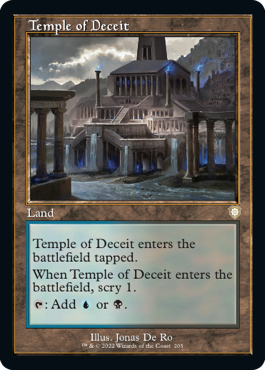 Temple of Deceit
Land
Temple of Deceit enters the
battlefield tapped.
When Temple of Deceit enters the
battlefield, scry 1.
: Add or .
Illus. Jonas De Ro
™ & © 2022 Wizards of the Coast 205